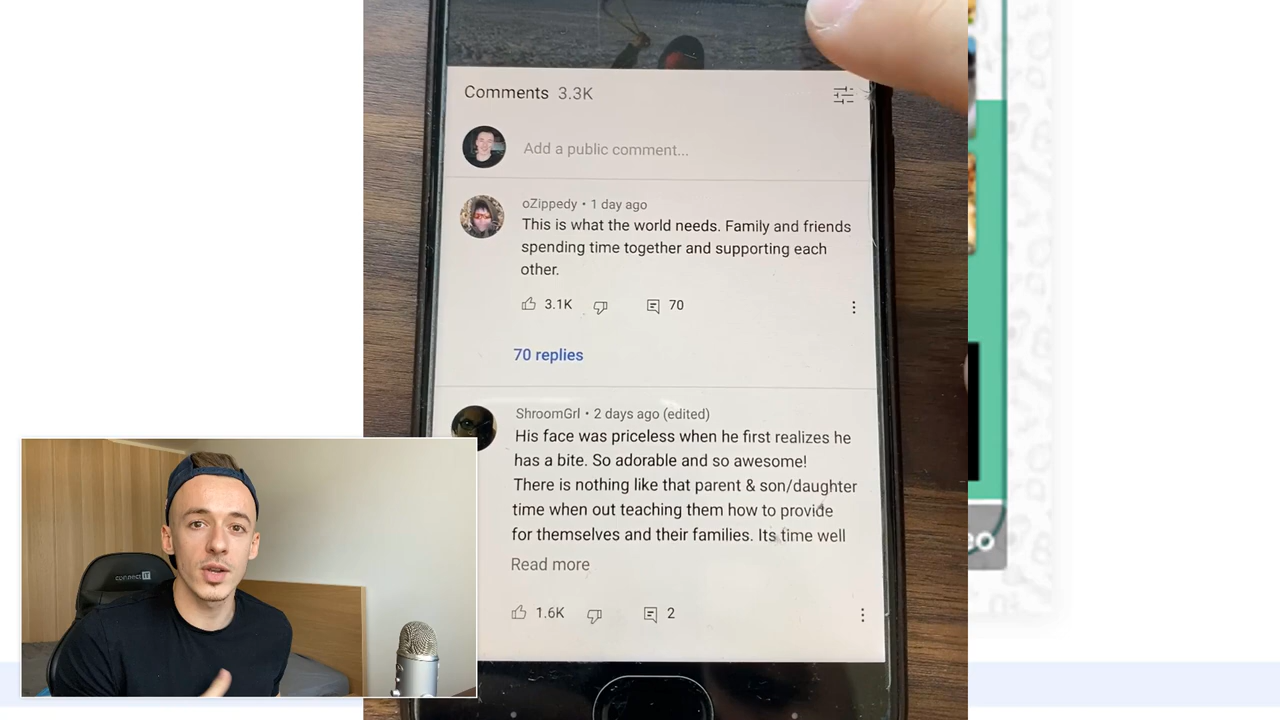 Comments 3.3K
Add a public comment...
oZippedy • 1 day ago
This is what the world needs. Family and friends
spending time together and supporting each
other.
3.1K 70
70 replies
ShroomGrl • 2 days ago (edited)
His face was priceless when he first realizes he
has a bite. So adorable and so awesome!
There is nothing like that parent & son/daughter
time when out teaching them how to provide
for themselves and their families. Its time well
Read more
1.6K 2
connect IT